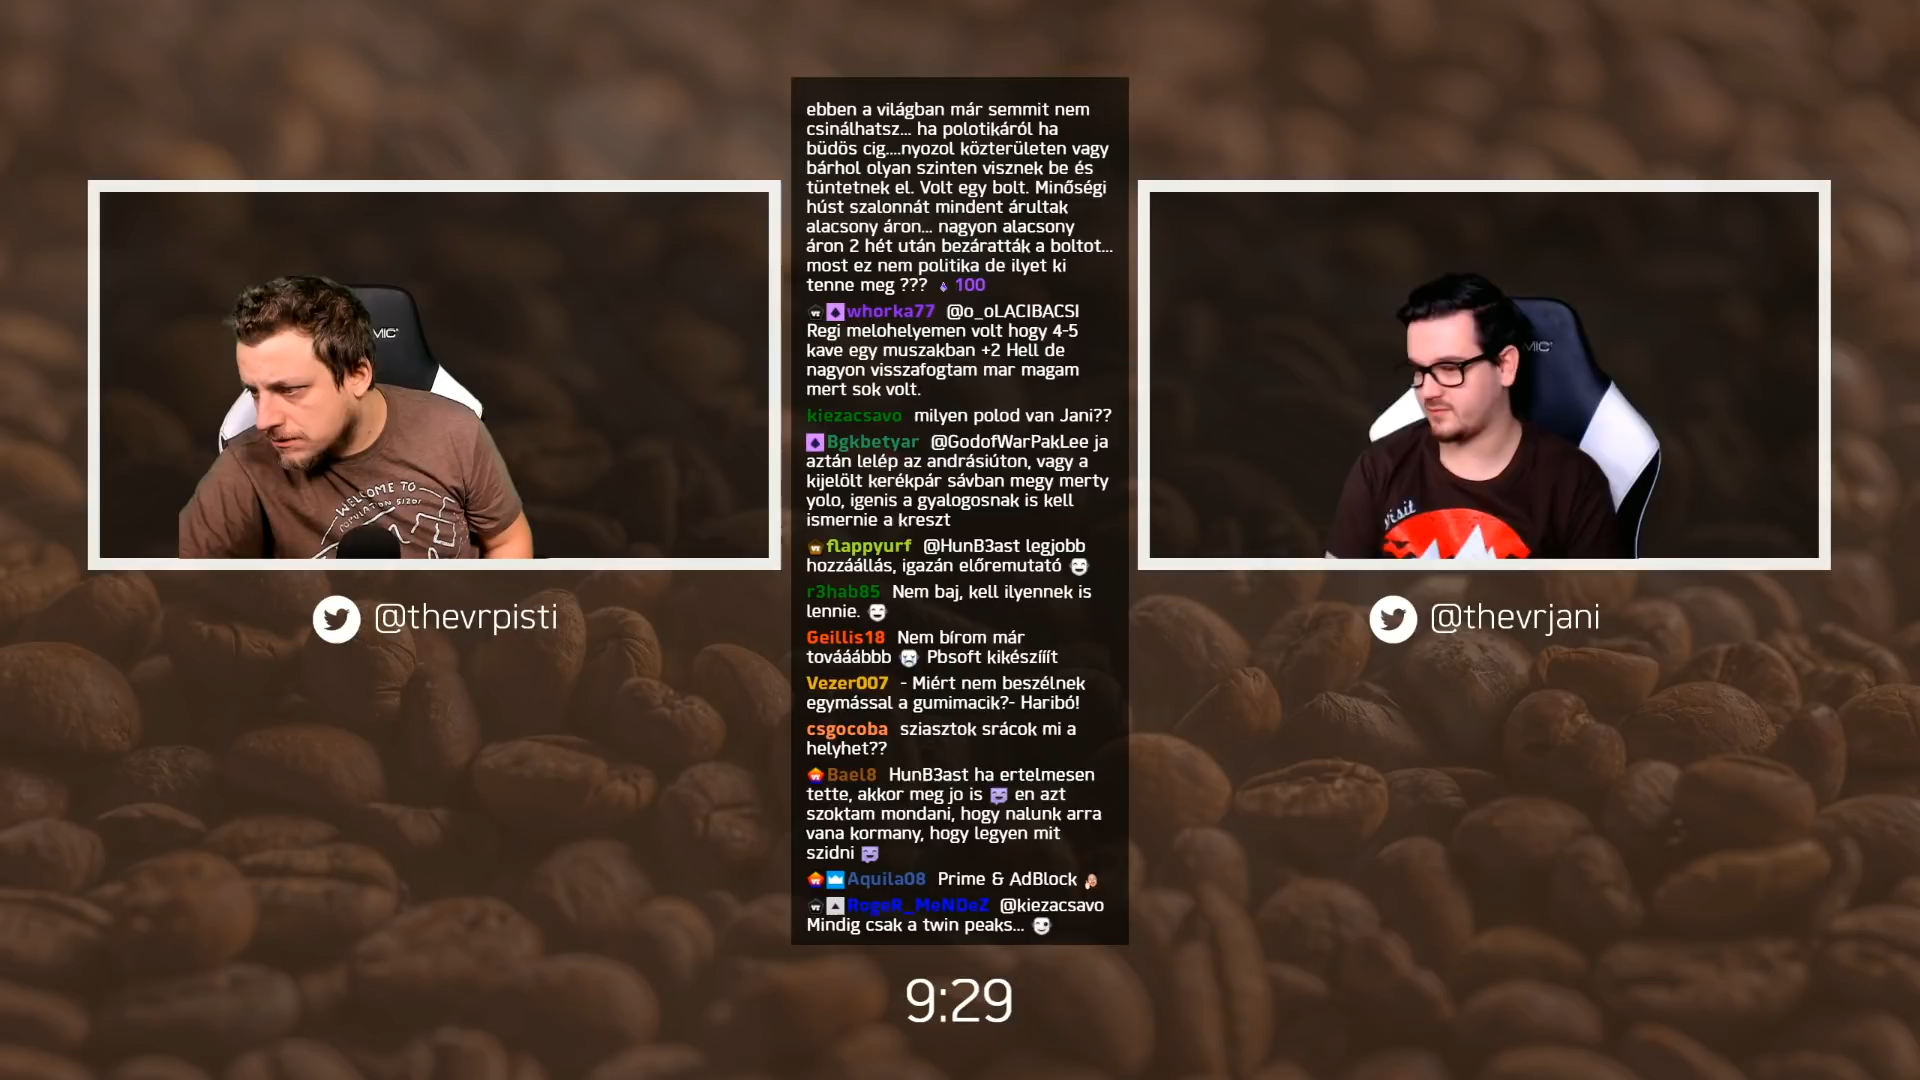 ebben a világban már semmit nem
csinálhatsz... ha polotikáról ha
büdös cig....nyozol közterületen vagy
bárhol olyan szinten visznek be és
tüntetnek el. Volt egy bolt. Minőségi
húst szalonnát mindent árultak
alacsony áron... nagyon alacsony
áron 2 hét után bezáratták a boltot...
most ez nem politika de ilyet ki
tenne meg ??? 100
whorka77 @o_oLACIBACSI
Regi melohelyemen volt hogy 4-5
kave egy muszakban +2 Hell de
nagyon visszafogtam mar magam
mert sok volt.
kiezacsavo milyen polod van Jani??
Bgkbetyar @GodofWarPakLee ja
aztán lelép az andrásiúton, vagy a
kijelölt kerékpár sávban megy merty
yolo, igenis a gyalogosnak is kell
ismernie a kreszt
flappyurf @HunB3ast legjobb
hozzáállás, igazán előremutató
r3hab85 Nem baj, kell ilyennek is
lennie.
Geillis18 Nem bírom már
továáábbb Pbsoft kikészííít
Vezer007 - Miért nem beszélnek
egymással a gumimacik?- Haribó!
csgocoba sziasztok srácok mi a
helyhet??
Bael8 HunB3ast ha ertelmesen
tette, akkor meg jo is en azt
szoktam mondani, hogy nalunk arra
vana kormany, hogy legyen mit
szidni
Aquila08 Prime & AdBlock
RogeR_MeNDeZ @kiezacsavo
Mindig csak a twin peaks...
MIC
WELCOME TO
POPULATION 5120!
@thevrpisti
MIC
Visit
@thevrjani
9:29